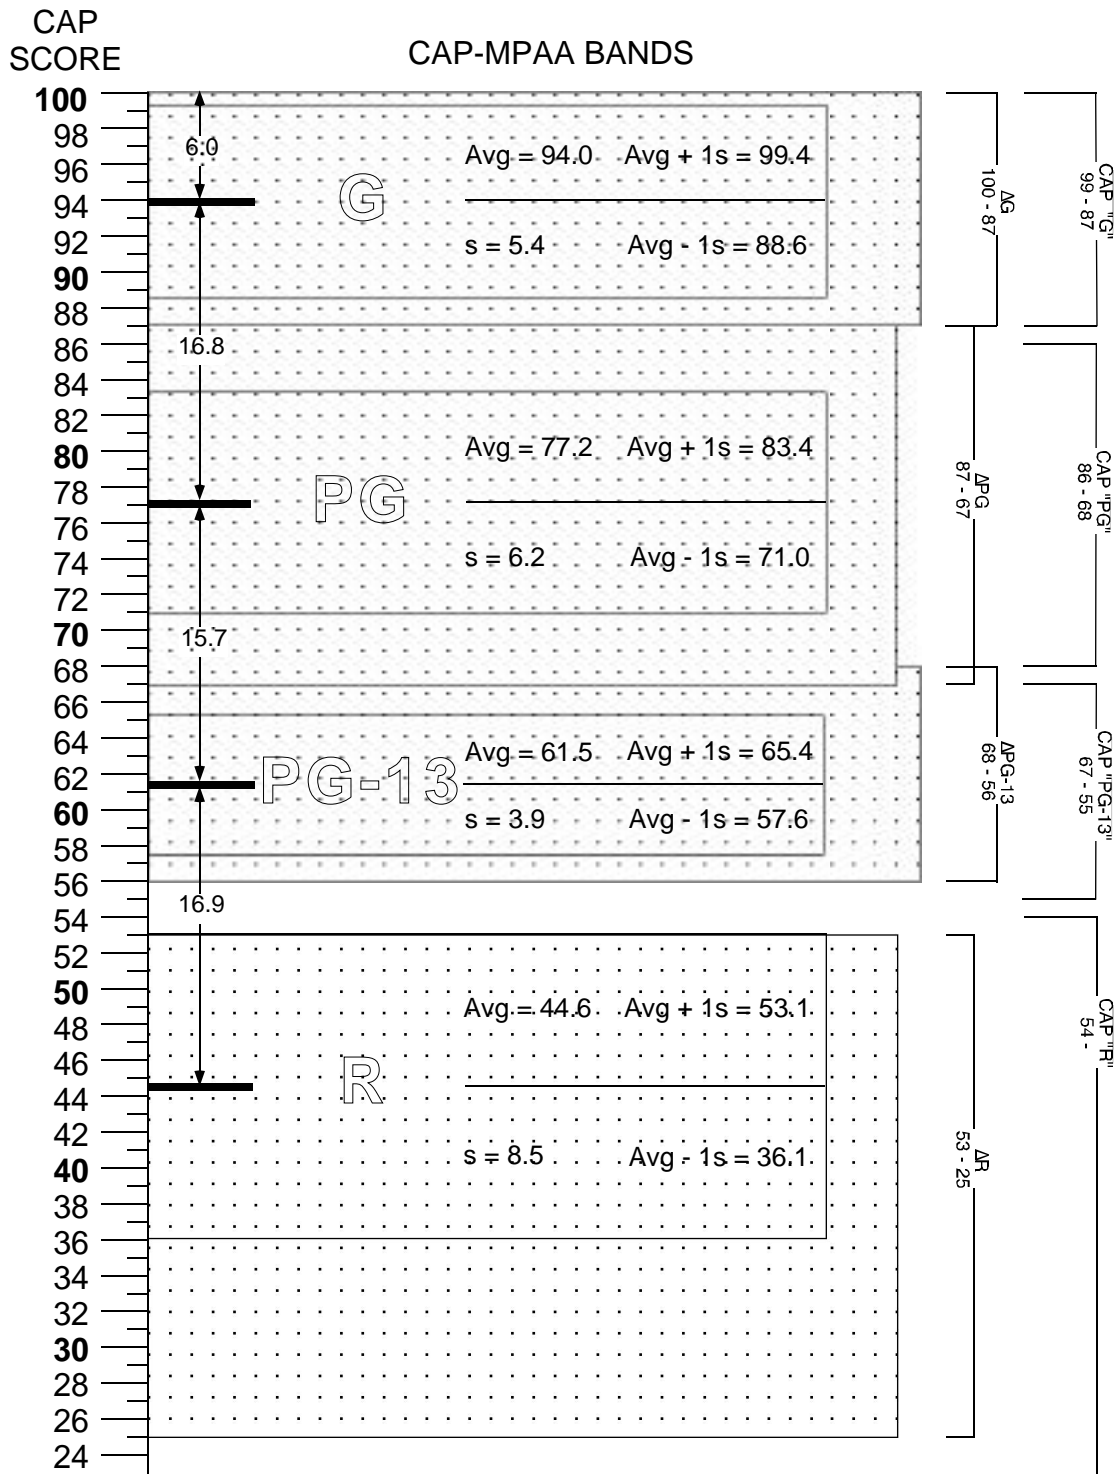 CAP
SCORE
CAP-MPAA BANDS
100
98
96
94
92
90
88
86
84
82
80
78
76
74
72
70
68
66
64
62
60
58
56
54
52
50
48
46
44
42
40
38
36
34
32
30
28
26
24
6.0
16.8
15.7
16.9
G
Avg = 94.0 Avg + 1s = 99.4
s = 5.4 Avg - 1s = 88.6
PG
Avg = 77.2 Avg + 1s = 83.4
s = 6.2 Avg - 1s = 71.0
PG-13
Avg = 61.5 Avg + 1s = 65.4
s = 3.9 Avg - 1s = 57.6
R
Avg = 44.6 Avg + 1s = 53.1
s = 8.5 Avg - 1s = 36.1
ΔG
100 - 87
ΔPG
87 - 67
ΔPG-13
68 - 56
ΔR
53 - 25
CAP "G"
99 - 87
CAP "PG"
86 - 68
CAP "PG-13"
67 - 55
CAP "R"
54 -